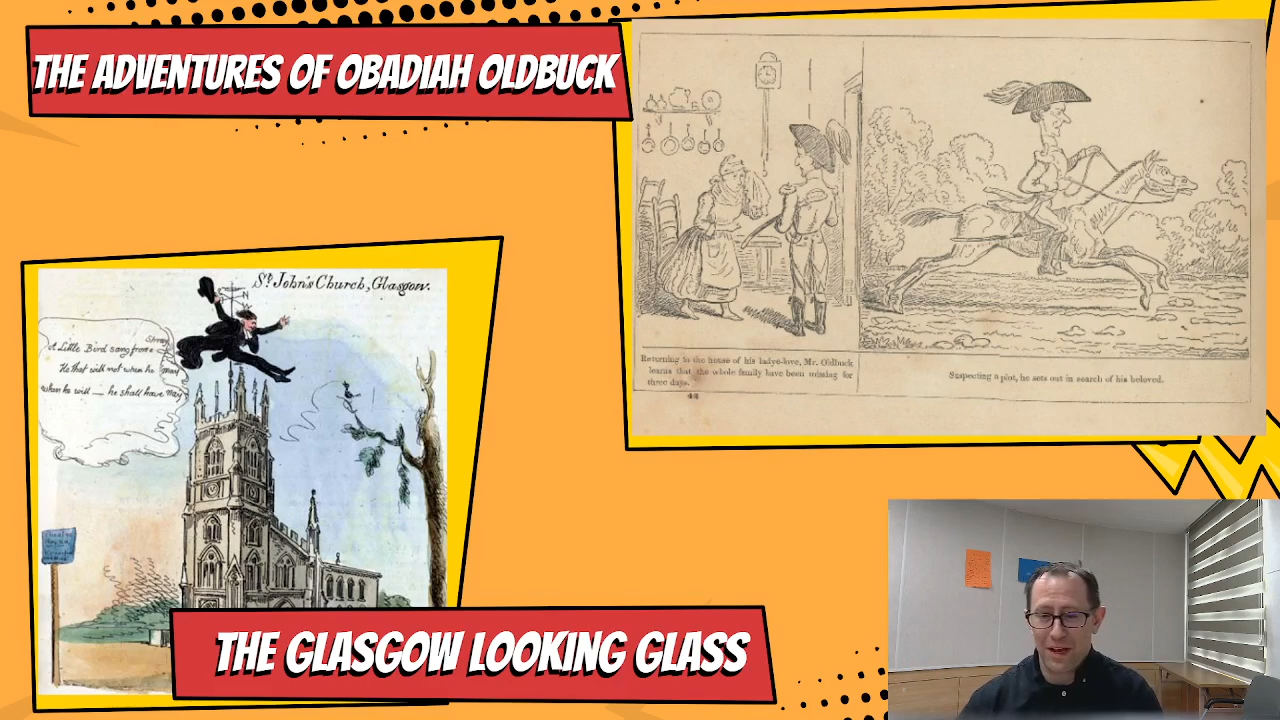 THE ADVENTURES OF OBADIAH OLDBUCK
Returning to the house of his ladye-love, Mr. Oldbuck
learns that the whole family have been missing for
three days.
Suspecting a plot, he sets out in search of his beloved.
St. John's Church, Glasgow.
A Little Bird sang from
He that will not when he may
when he will __ he shall have
THE GLASGOW LOOKING GLASS